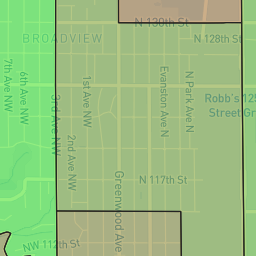 N 130th St
BROADVIEW
N 128th St
7th Ave NW
6th Ave NW
3rd Ave NW
1st Ave NW
2nd Ave NW
Evanston Ave N
N Park Ave N
Robb's 125
Street Gr
Greenwood Ave
N 117th St
NW 112th St